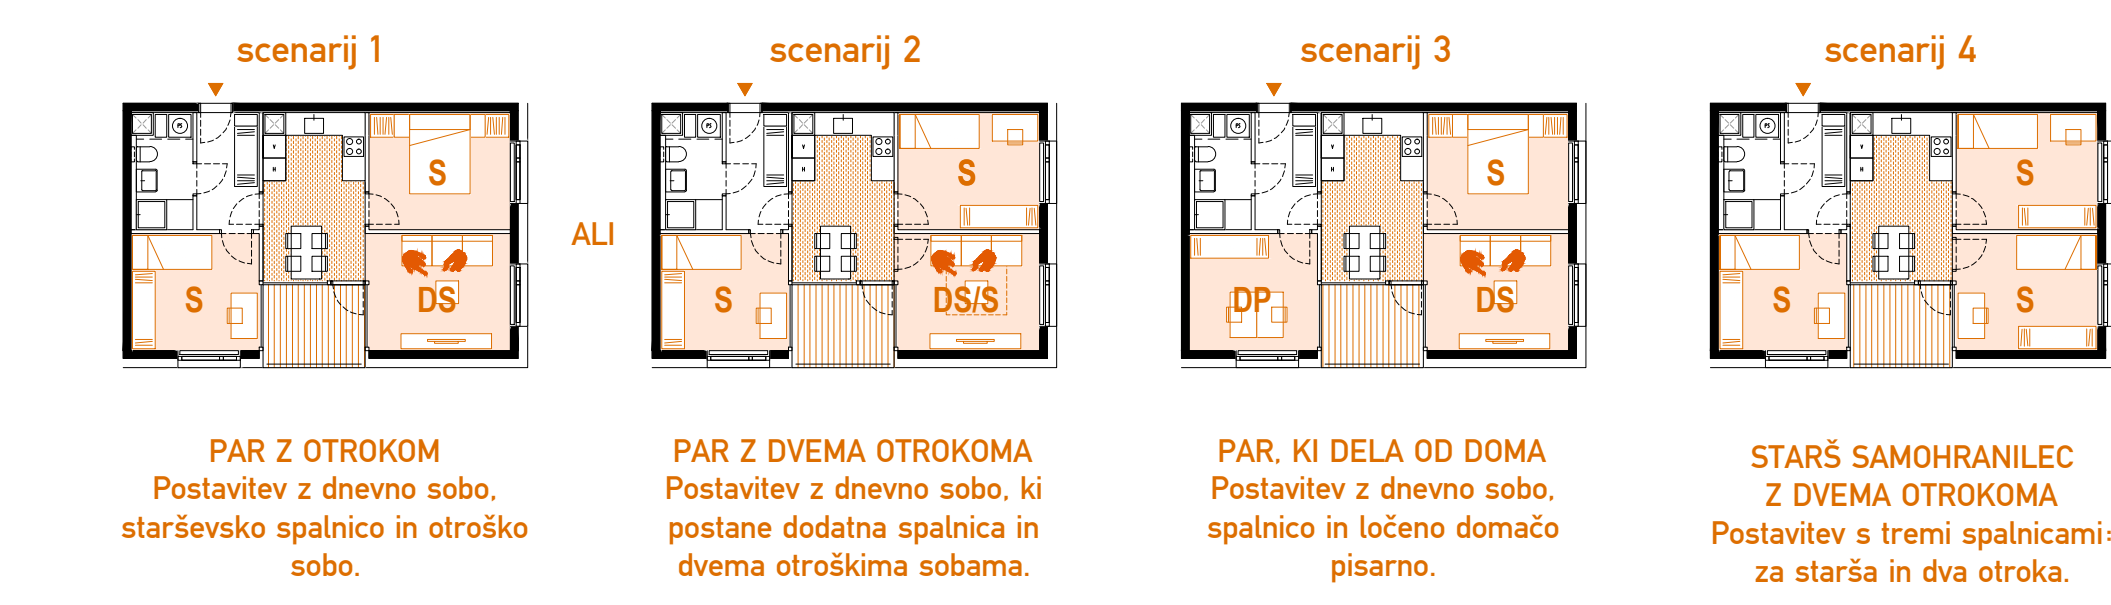 scenarij 1
S
S
DS
PAR Z OTROKOM
Postavitev z dnevno sobo,
starševsko spalnico in otroško
sobo.
ALI
scenarij 2
S
S
DS/S
PAR Z DVEMA OTROKOMA
Postavitev z dnevno sobo, ki
postane dodatna spalnica in
dvema otroškima sobama.
scenarij 3
S
DP
DS
PAR, KI DELA OD DOMA
Postavitev z dnevno sobo,
spalnico in ločeno domačo
pisarno.
scenarij 4
S
S
S
STARŠ SAMOHRANILEC
Z DVEMA OTROKOMA
Postavitev s tremi spalnicami:
za starša in dva otroka.